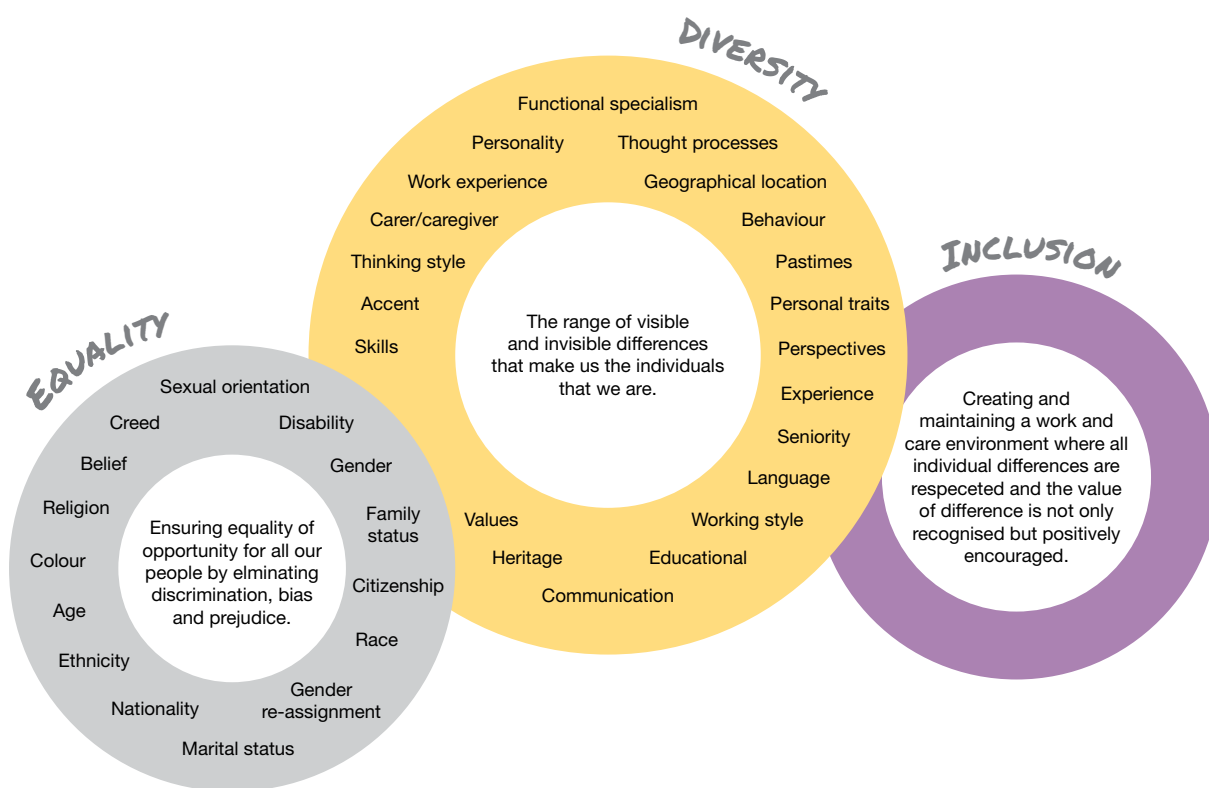 DIVERSITY
Functional specialism
Personality
Thought processes
Work experience
Geographical location
Carer/caregiver
Behaviour
Thinking style
Pastimes
Accent
Personal traits
Skills
Perspectives
Experience
Seniority
Language
Values
Working style
Heritage
Educational
Communication
The range of visible
and invisible differences
that make us the individuals
that we are.
EQUALITY
Sexual orientation
Creed
Disability
Belief
Gender
Religion
Family
status
Colour
Citizenship
Age
Race
Ethnicity
Gender
re-assignment
Nationality
Marital status
Ensuring equality of
opportunity for all our
people by elminating
discrimination, bias
and prejudice.
INCLUSION
Creating and
maintaining a work and
care environment where all
individual differences are
respeceted and the value
of difference is not only
recognised but positively
encouraged.